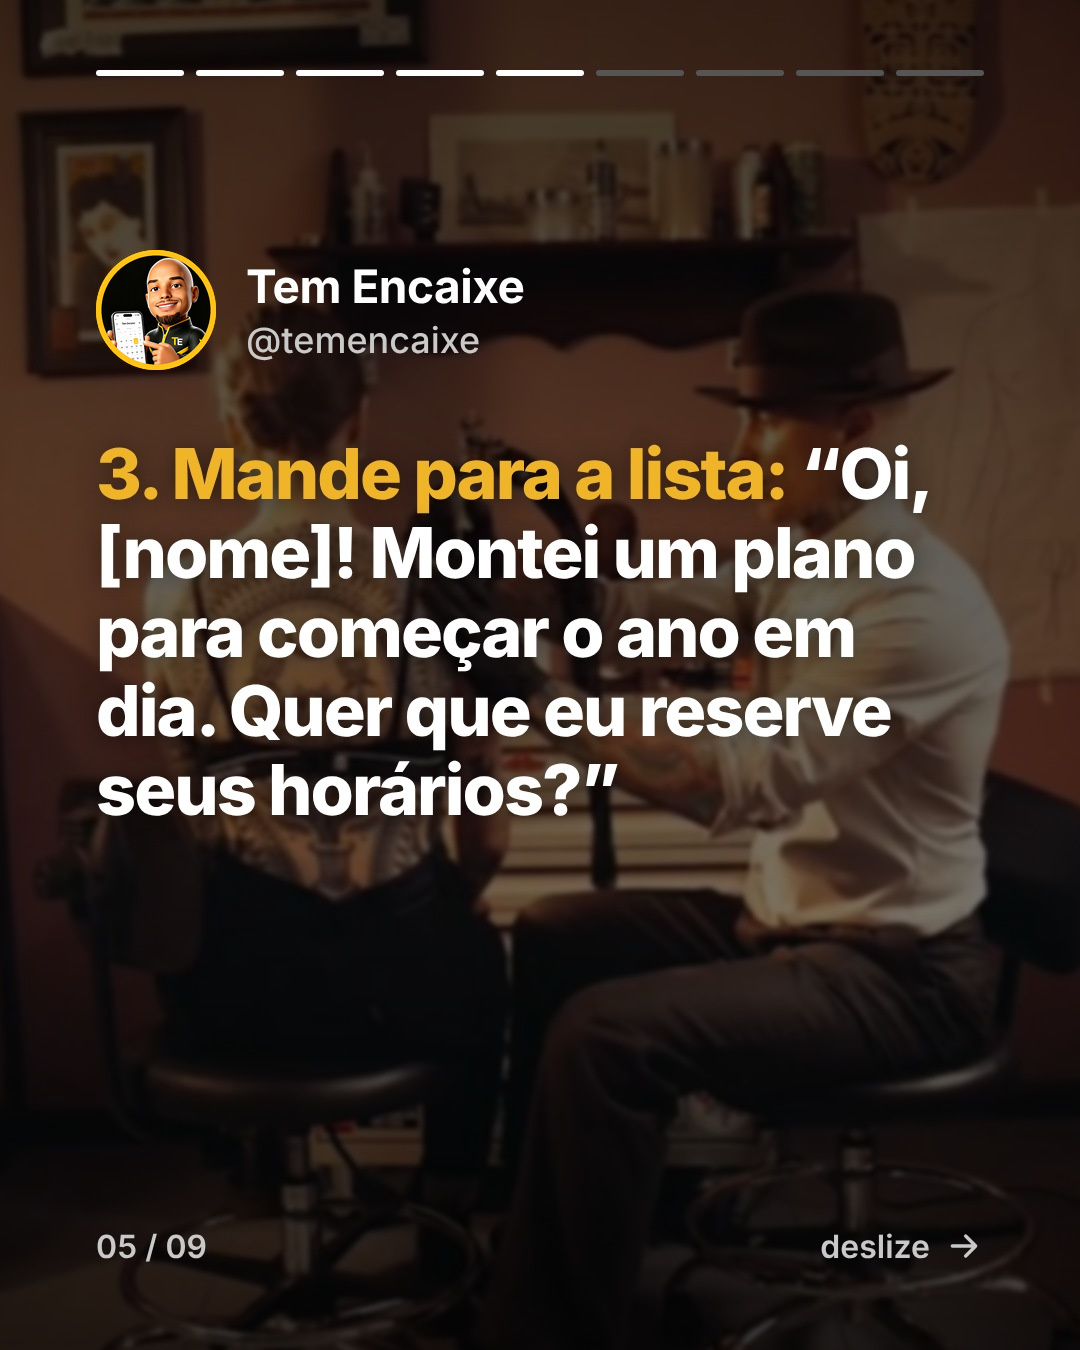 Tem Encaixe
@temencaixe
TE
3. Mande para a lista: “Oi,
[nome]! Montei um plano
para começar o ano em
dia. Quer que eu reserve
seus horários?”
05 / 09
deslize →